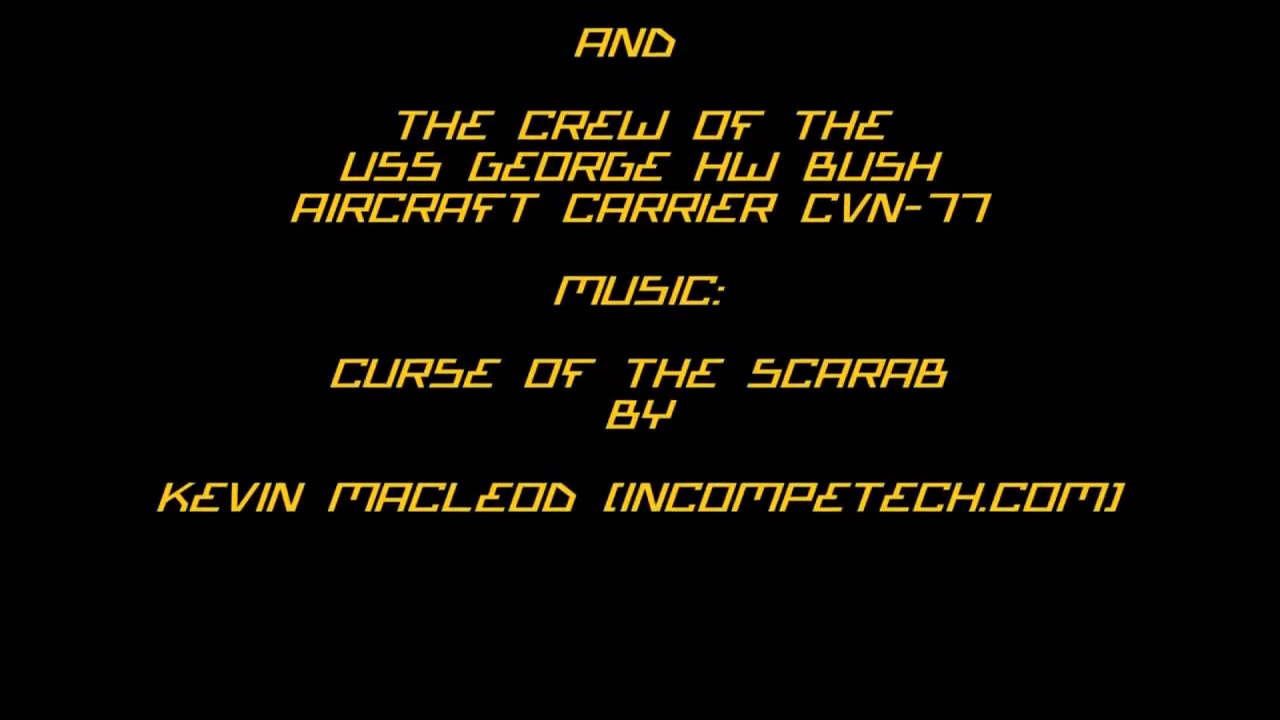 AND
THE CREW OF THE
USS GEORGE HW BUSH
AIRCRAFT CARRIER CVN-77
MUSIC:
CURSE OF THE SCARAB
BY
KEVIN MACLEOD [INCOMPETECH.COM]